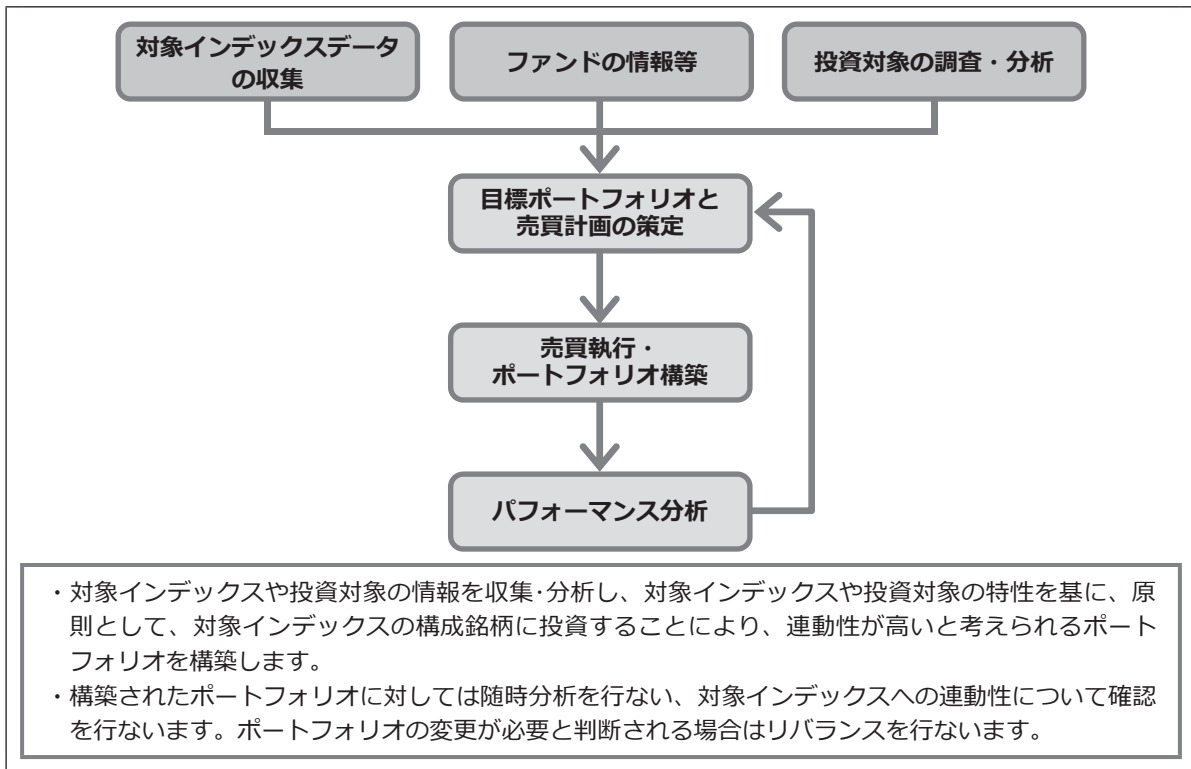 対象インデックスデータ
の収集
ファンドの情報等
投資対象の調査・分析
目標ポートフォリオと
売買計画の策定
売買執行・
ポートフォリオ構築
パフォーマンス分析
・対象インデックスや投資対象の情報を収集･分析し、対象インデックスや投資対象の特性を基に、原
則として、対象インデックスの構成銘柄に投資することにより、連動性が高いと考えられるポート
フォリオを構築します。
・構築されたポートフォリオに対しては随時分析を行ない、対象インデックスへの連動性について確認
を行ないます。ポートフォリオの変更が必要と判断される場合はリバランスを行ないます。